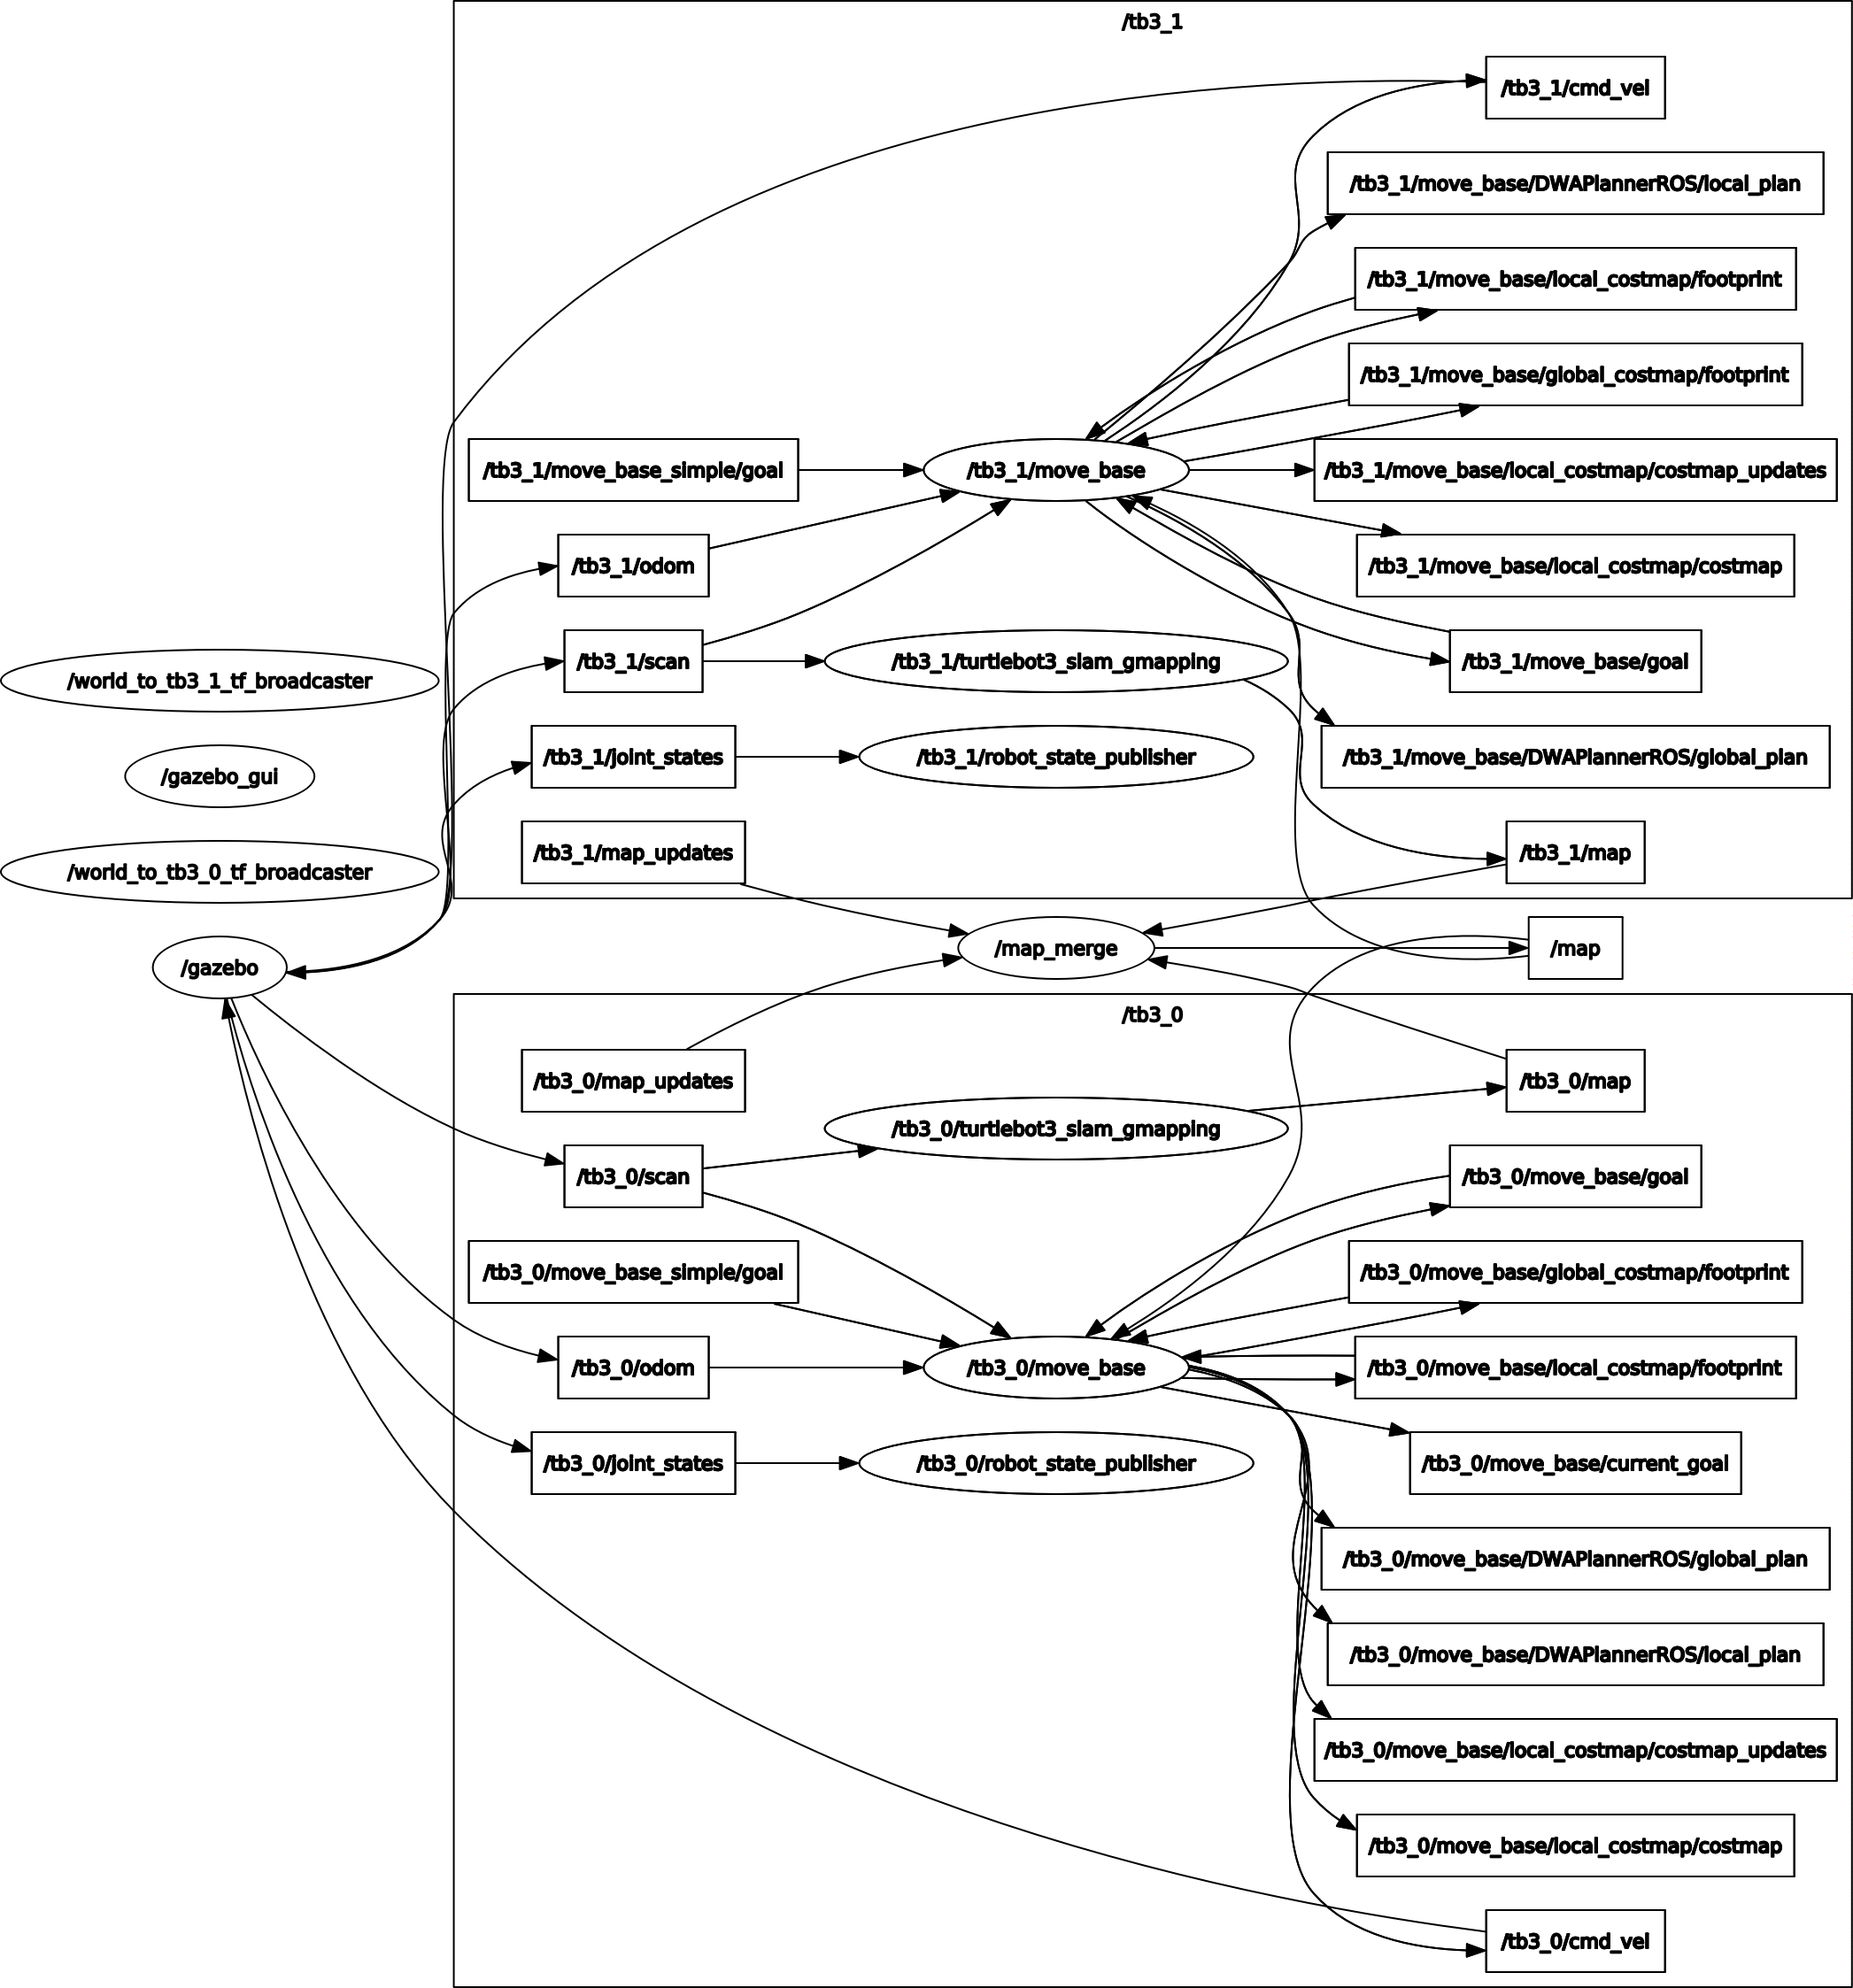 /tb3_1
/tb3_1/cmd_vel
/tb3_1/move_base/DWAPlannerROS/local_plan
/tb3_1/move_base/local_costmap/footprint
/tb3_1/move_base/global_costmap/footprint
/tb3_1/move_base_simple/goal
/tb3_1/move_base
/tb3_1/move_base/local_costmap/costmap_updates
/tb3_1/odom
/tb3_1/move_base/local_costmap/costmap
/tb3_1/scan
/tb3_1/turtlebot3_slam_gmapping
/tb3_1/move_base/goal
/world_to_tb3_1_tf_broadcaster
/tb3_1/joint_states
/tb3_1/robot_state_publisher
/tb3_1/move_base/DWAPlannerROS/global_plan
/gazebo_gui
/tb3_1/map_updates
/tb3_1/map
/world_to_tb3_0_tf_broadcaster
/map_merge
/map
/gazebo
/tb3_0
/tb3_0/map_updates
/tb3_0/map
/tb3_0/turtlebot3_slam_gmapping
/tb3_0/scan
/tb3_0/move_base/goal
/tb3_0/move_base_simple/goal
/tb3_0/move_base/global_costmap/footprint
/tb3_0/odom
/tb3_0/move_base
/tb3_0/move_base/local_costmap/footprint
/tb3_0/joint_states
/tb3_0/robot_state_publisher
/tb3_0/move_base/current_goal
/tb3_0/move_base/DWAPlannerROS/global_plan
/tb3_0/move_base/DWAPlannerROS/local_plan
/tb3_0/move_base/local_costmap/costmap_updates
/tb3_0/move_base/local_costmap/costmap
/tb3_0/cmd_vel